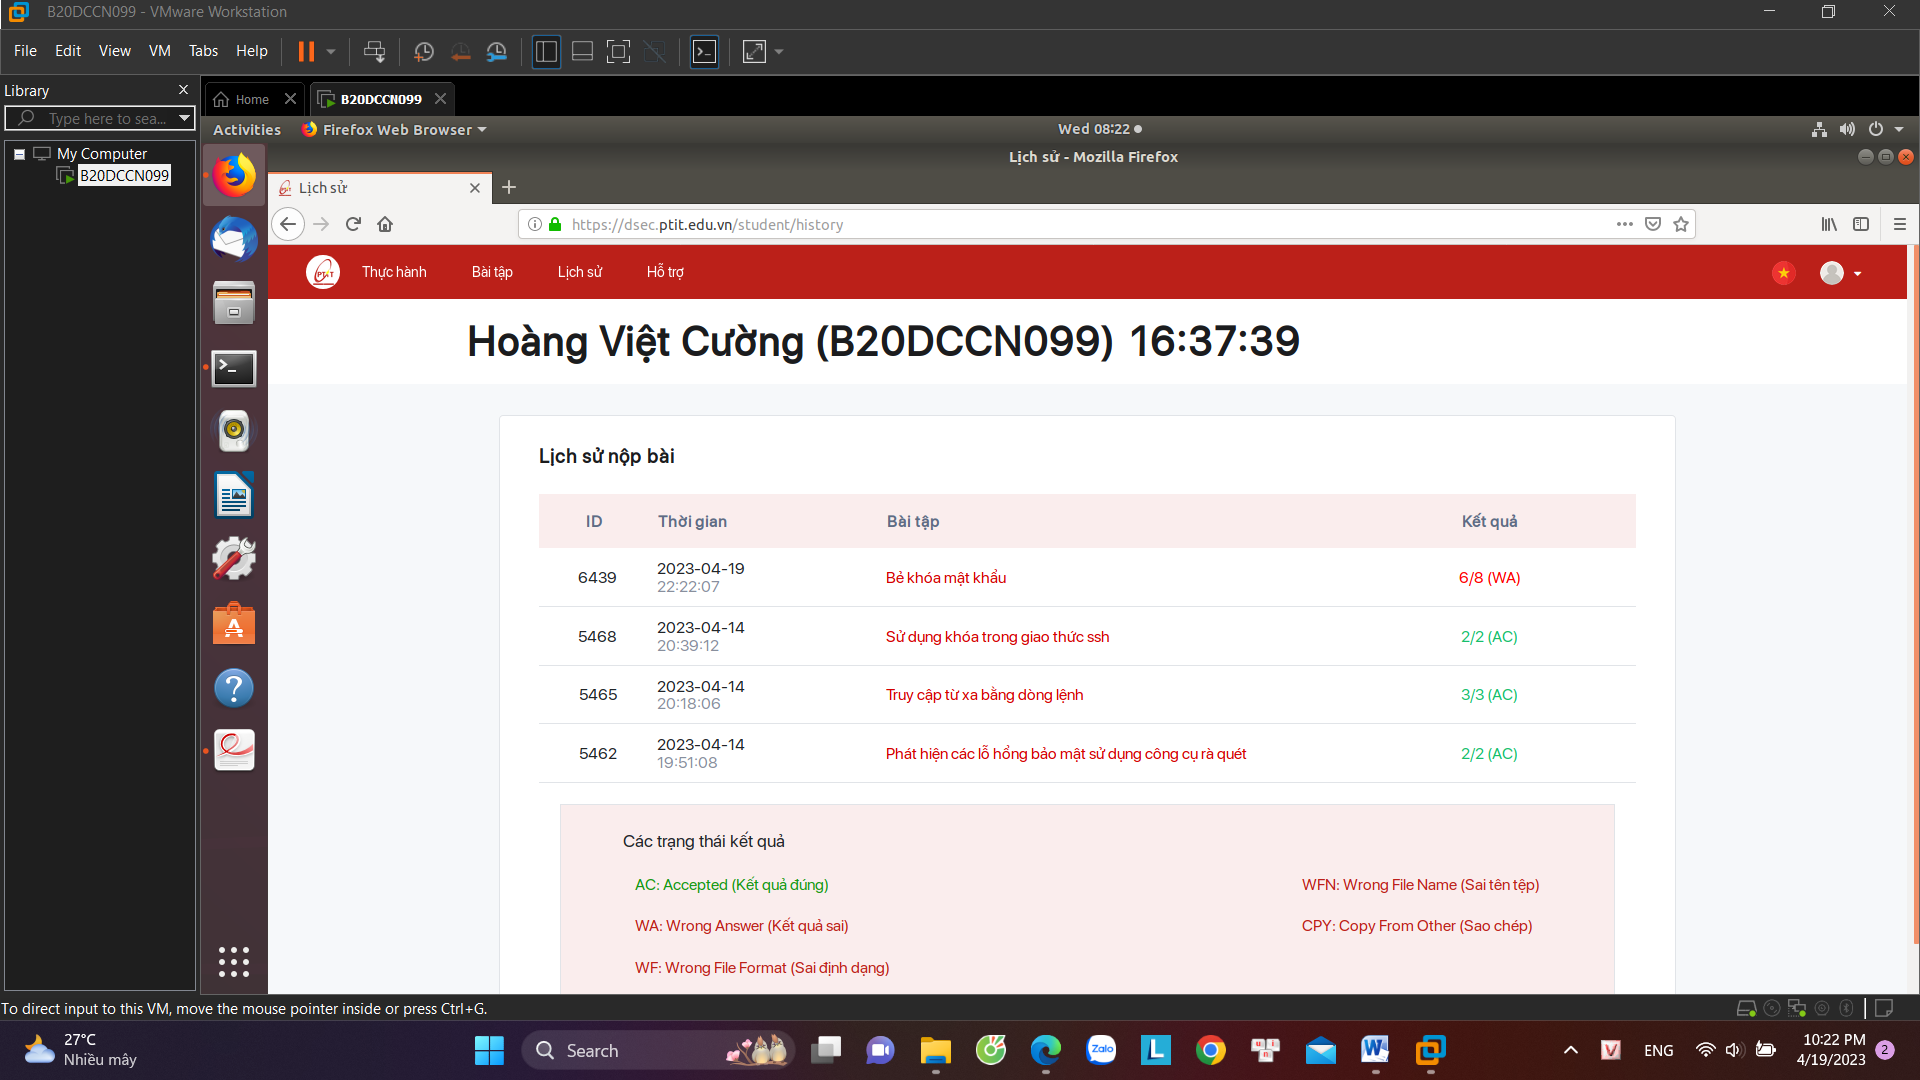 B20DCCN099 - VMware Workstation
File Edit View VM Tabs Help
Library
Type here to sea...
My Computer
B20DCCN099
Home
B20DCCN099
Activities
Firefox Web Browser
Wed 08:22
Lịch sử - Mozilla Firefox
Lịch sử
https://dsec.ptit.edu.vn/student/history
PTIT
Thực hành
Bài tập
Lịch sử
Hỗ trợ
Hoàng Việt Cường (B20DCCN099) 16:37:39
Lịch sử nộp bài
ID Thời gian Bài tập Kết quả
6439 2023-04-19 Bẻ khóa mật khẩu 6/8 (WA)
22:22:07
5468 2023-04-14 Sử dụng khóa trong giao thức ssh 2/2 (AC)
20:39:12
5465 2023-04-14 Truy cập từ xa bằng dòng lệnh 3/3 (AC)
20:18:06
5462 2023-04-14 Phát hiện các lỗ hổng bảo mật sử dụng công cụ rà quét 2/2 (AC)
19:51:08
Các trạng thái kết quả
AC: Accepted (Kết quả đúng)
WFN: Wrong File Name (Sai tên tệp)
WA: Wrong Answer (Kết quả sai)
CPY: Copy From Other (Sao chép)
WF: Wrong File Format (Sai định dạng)
To direct input to this VM, move the mouse pointer inside or press Ctrl+G.
27°C
Nhiều mây
Search
Zalo
ENG
10:22 PM
4/19/2023
2